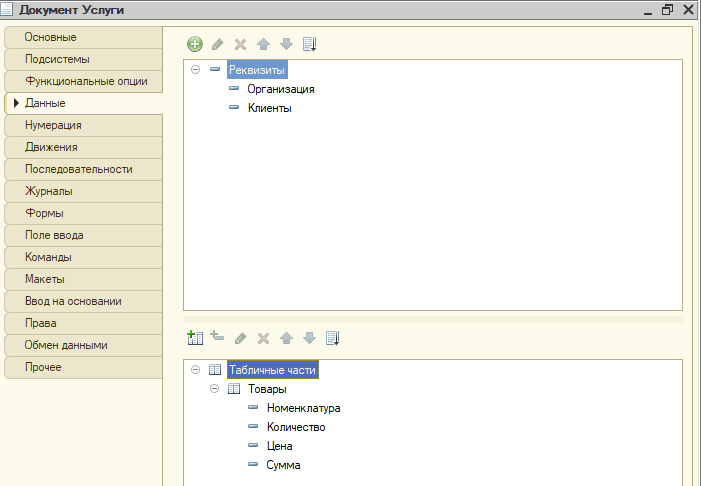 Документ Услуги
Основные
Подсистемы
Функциональные опции
Данные
Нумерация
Движения
Последовательности
Журналы
Формы
Поле ввода
Команды
Макеты
Ввод на основании
Права
Обмен данными
Прочее
Реквизиты
Организация
Клиенты
Табличные части
Товары
Номенклатура
Количество
Цена
Сумма